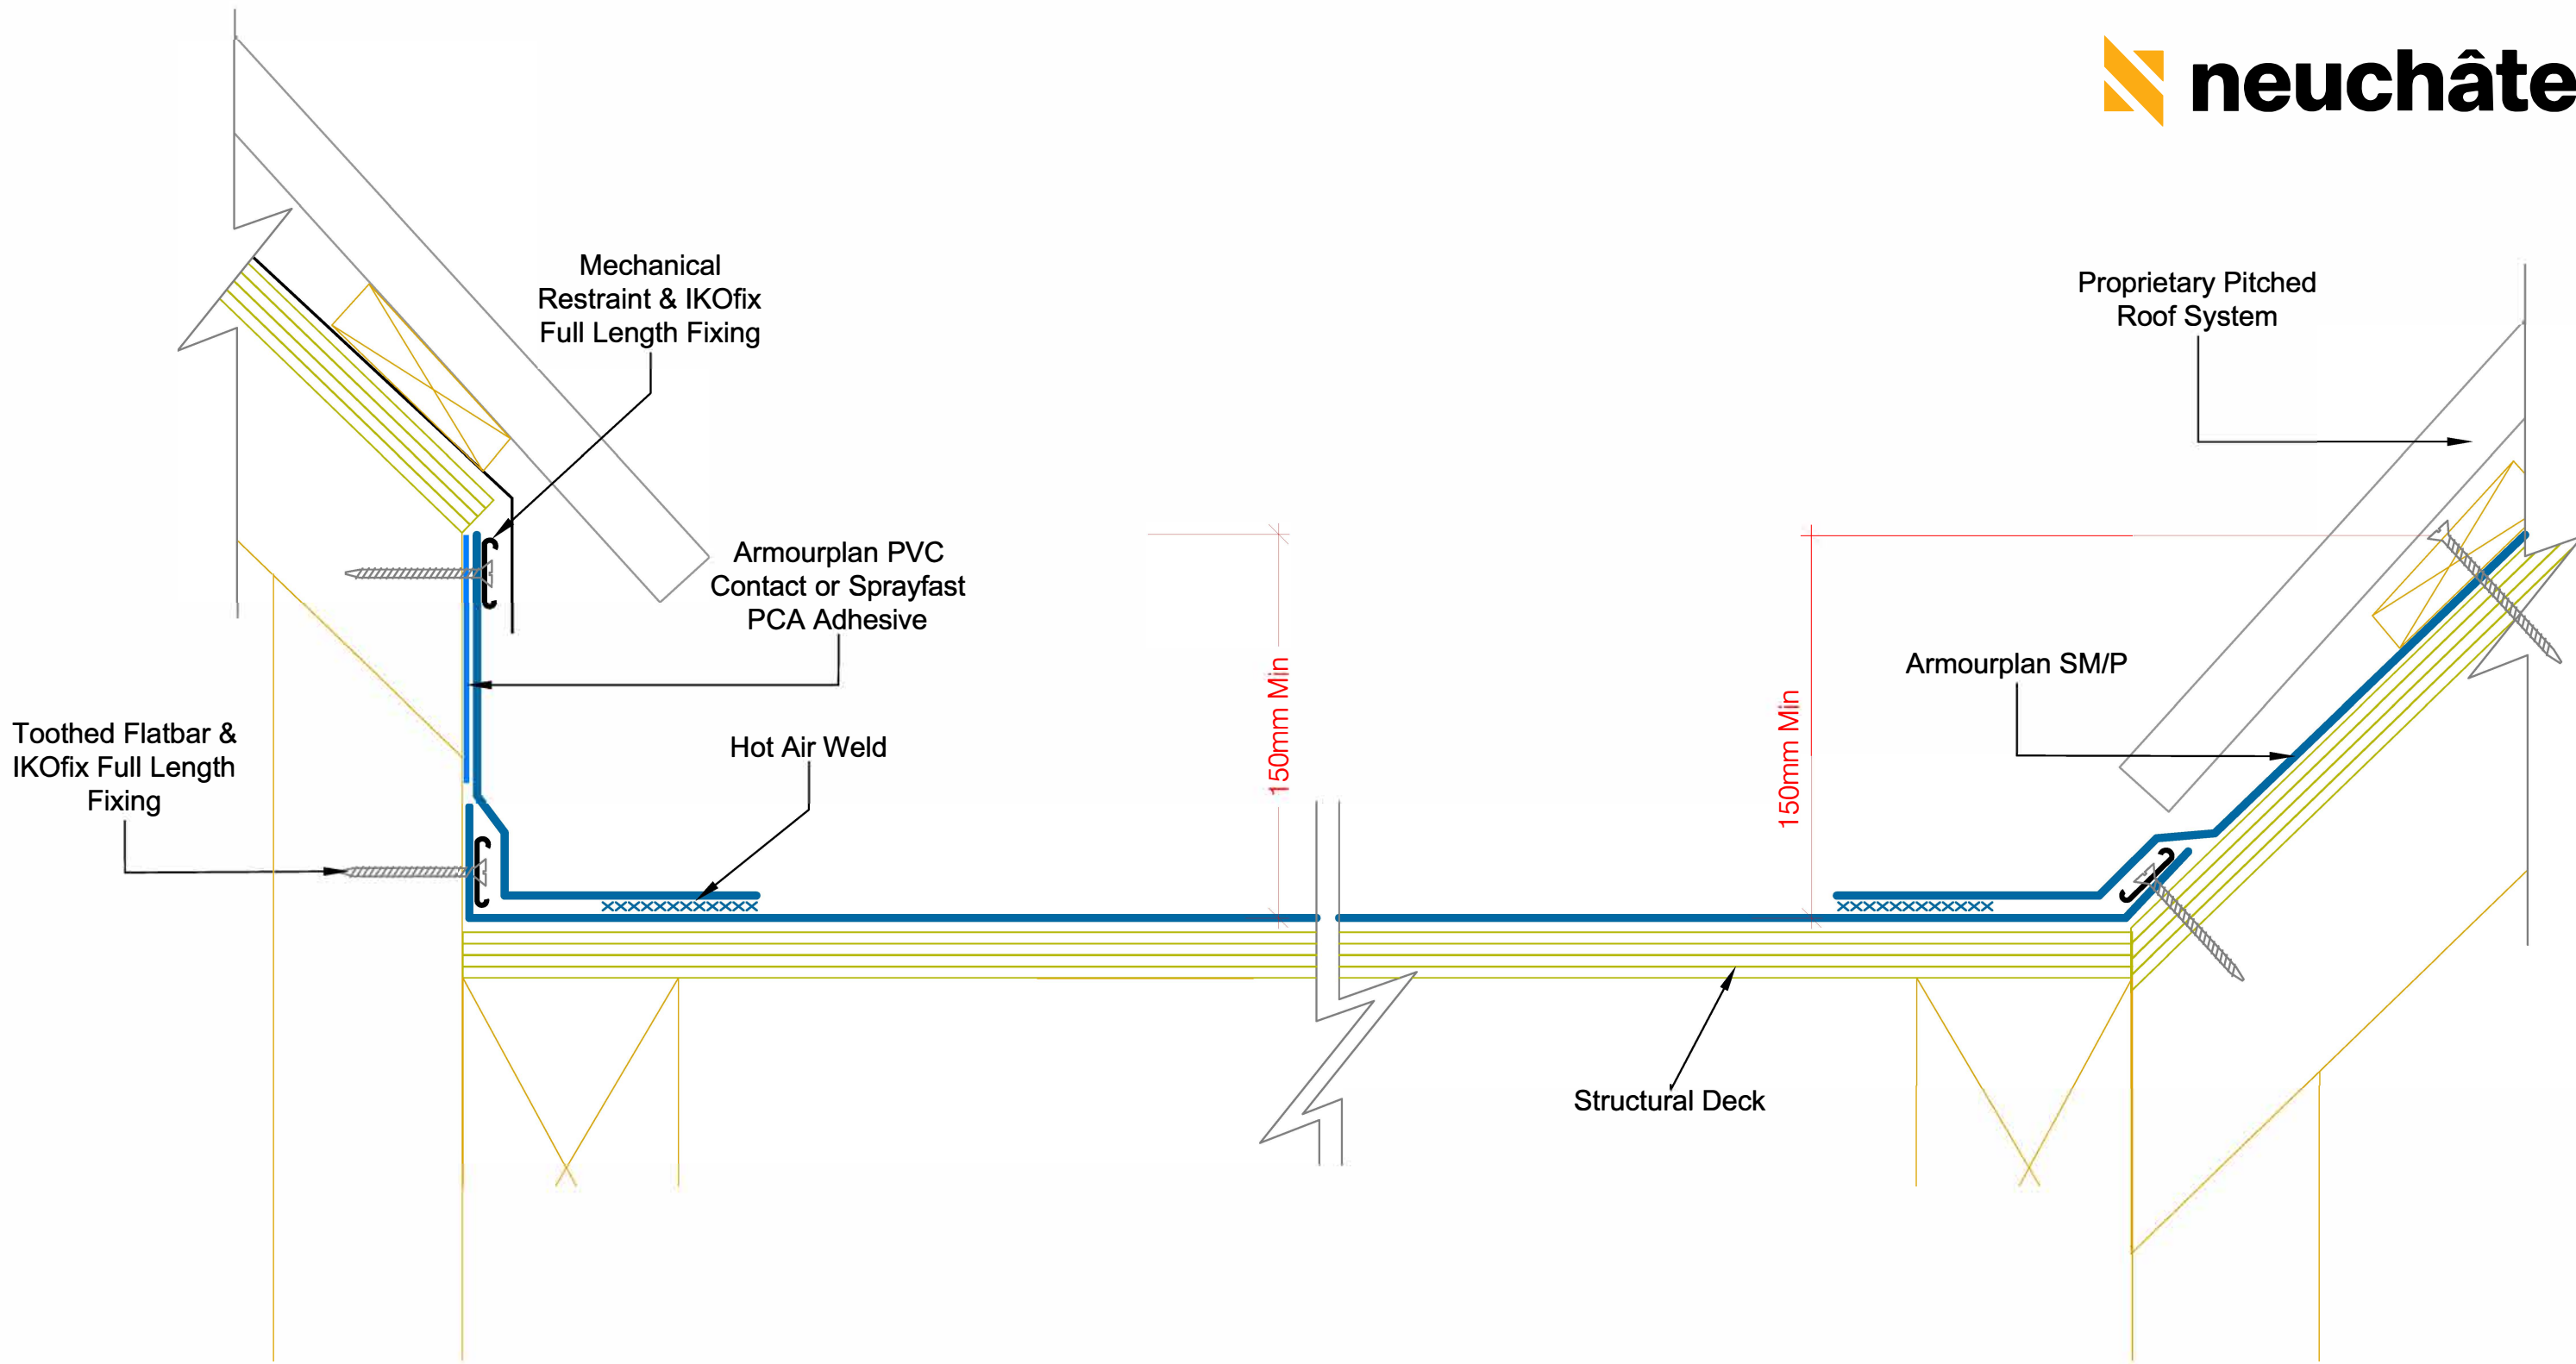 neuchâte
Mechanical
Restraint & IKOfix
Full Length Fixing
Proprietary Pitched
Roof System
Armourplan PVC
Contact or Sprayfast
PCA Adhesive
Armourplan SM/P
Toothed Flatbar &
IKOfix Full Length
Fixing
Hot Air Weld
150mm Min
150mm Min
Structural Deck